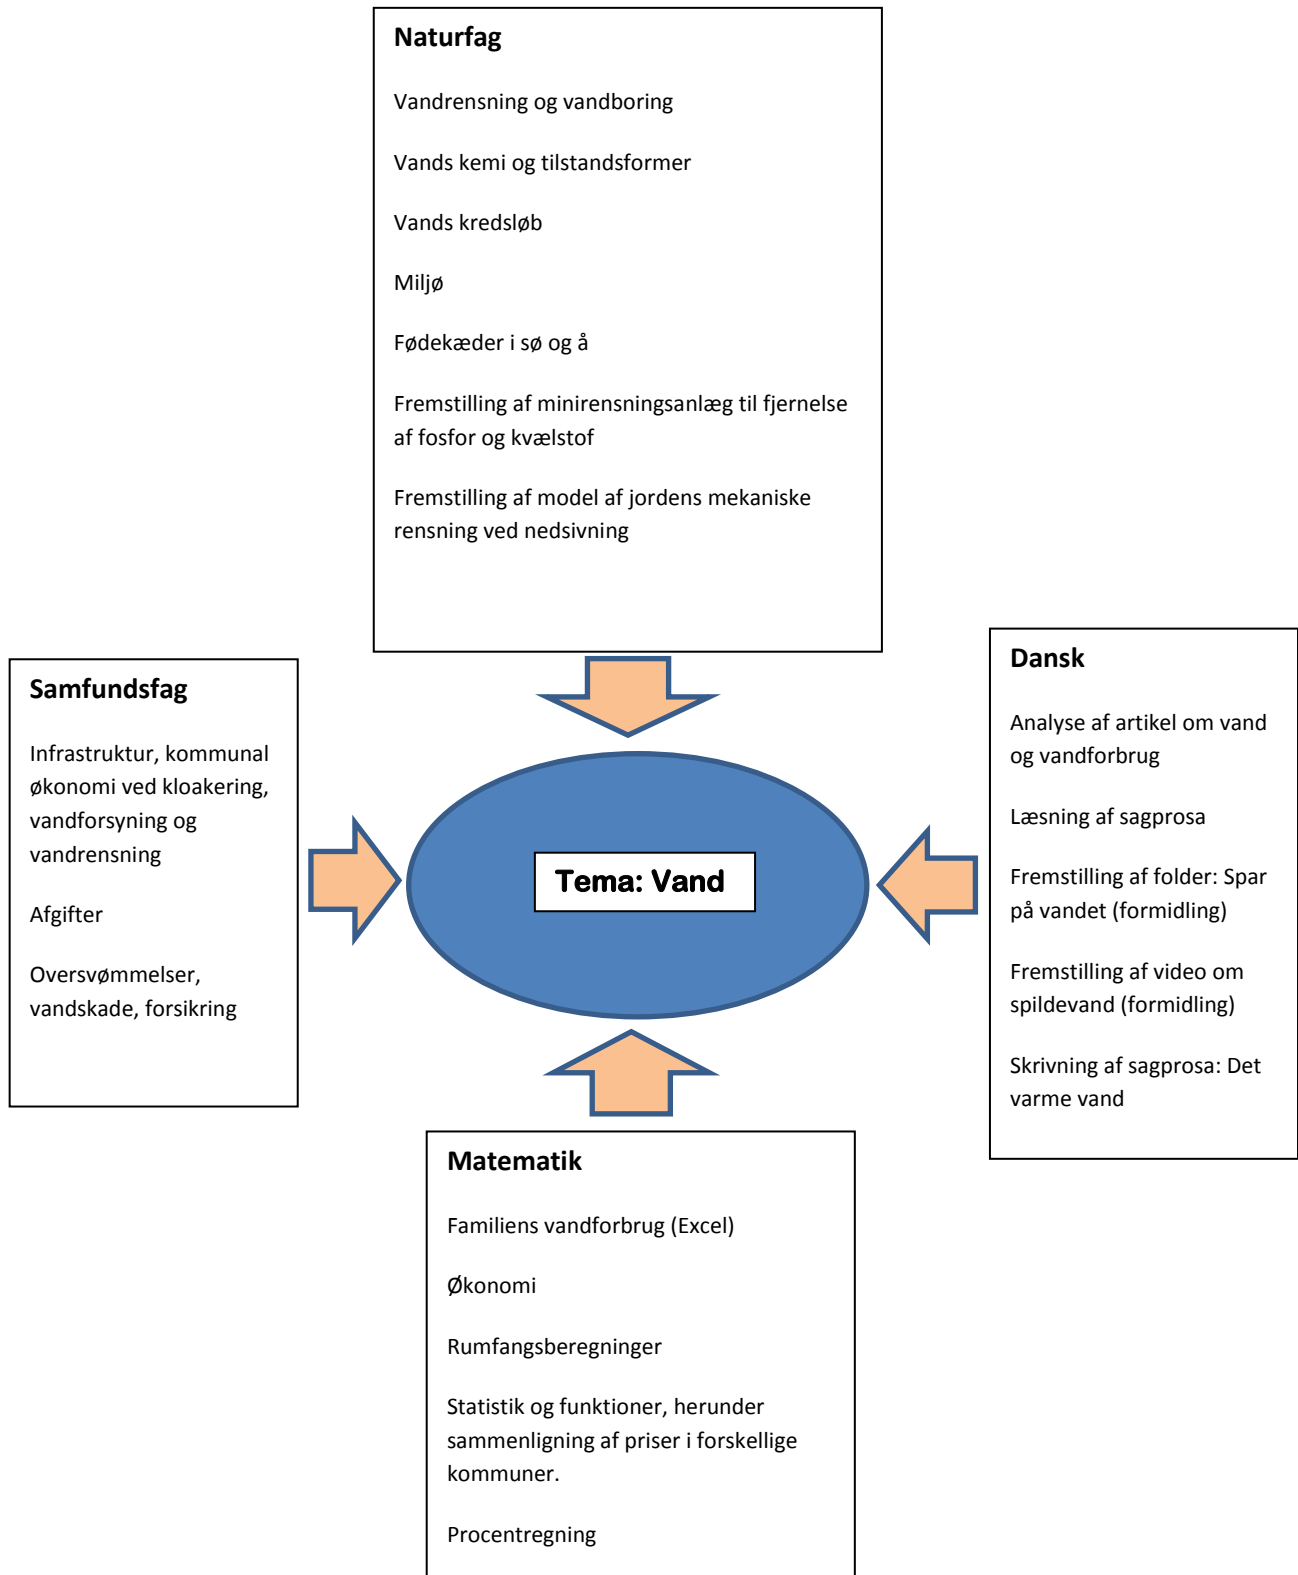 Naturfag
Vandrensning og vandboring
Vands kemi og tilstandsformer
Vands kredsløb
Miljø
Fødekæder i sø og å
Fremstilling af minirensningsanlæg til fjernelse
af fosfor og kvælstof
Fremstilling af model af jordens mekaniske
rensning ved nedsivning
Samfundsfag
Infrastruktur, kommunal
økonomi ved kloakering,
vandforsyning og
vandrensning
Afgifter
Oversvømmelser,
vandskade, forsikring
Tema: Vand
Dansk
Analyse af artikel om vand
og vandforbrug
Læsning af sagprosa
Fremstilling af folder: Spar
på vandet (formidling)
Fremstilling af video om
spildevand (formidling)
Skrivning af sagprosa: Det
varme vand
Matematik
Familiens vandforbrug (Excel)
Økonomi
Rumfangsberegninger
Statistik og funktioner, herunder
sammenligning af priser i forskellige
kommuner.
Procentregning